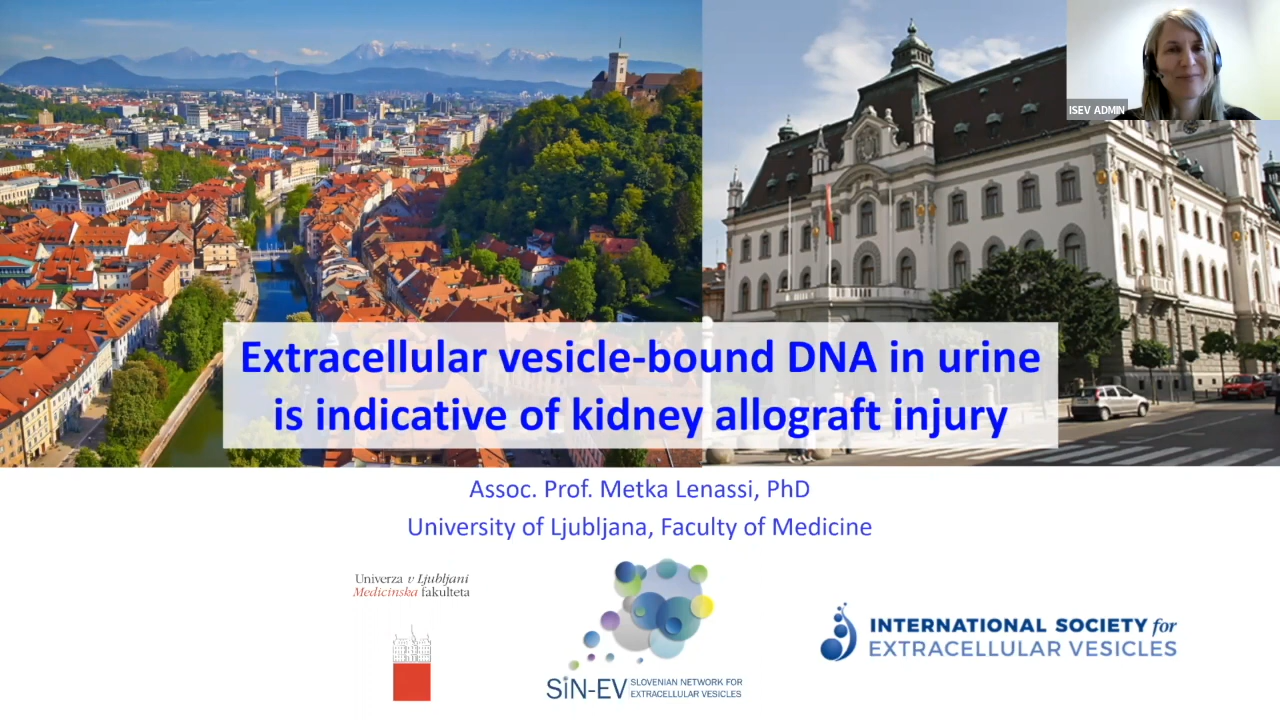 ISEV ADMIN
Extracellular vesicle-bound DNA in urine
is indicative of kidney allograft injury
Assoc. Prof. Metka Lenassi, PhD
University of Ljubljana, Faculty of Medicine
Univerza v Ljubljani
Medicinska fakulteta
SiN-EV SLOVENIAN NETWORK FOR
EXTRACELLULAR VESICLES
INTERNATIONAL SOCIETY for
EXTRACELLULAR VESICLES